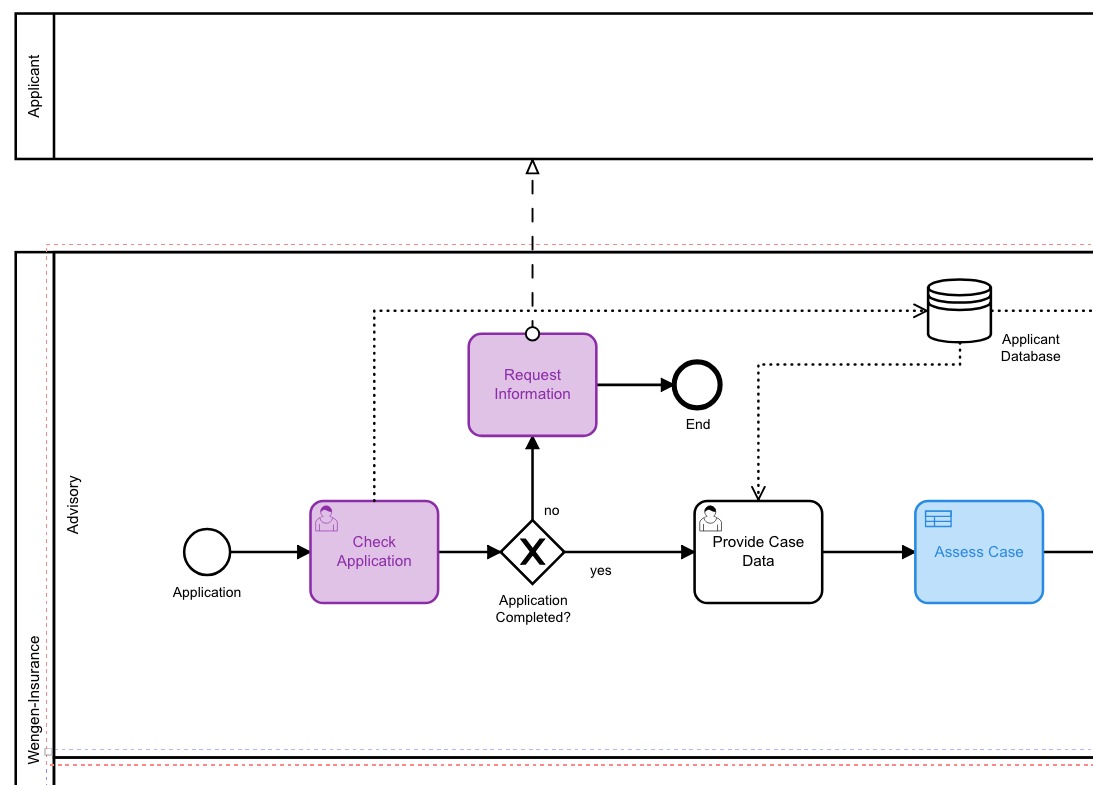 Applicant
Applicant
Database
Request
Information
End
Advisory
no
Check
Application
Provide Case
Data
Assess Case
yes
Application
Application
Completed?
Wengen-Insurance